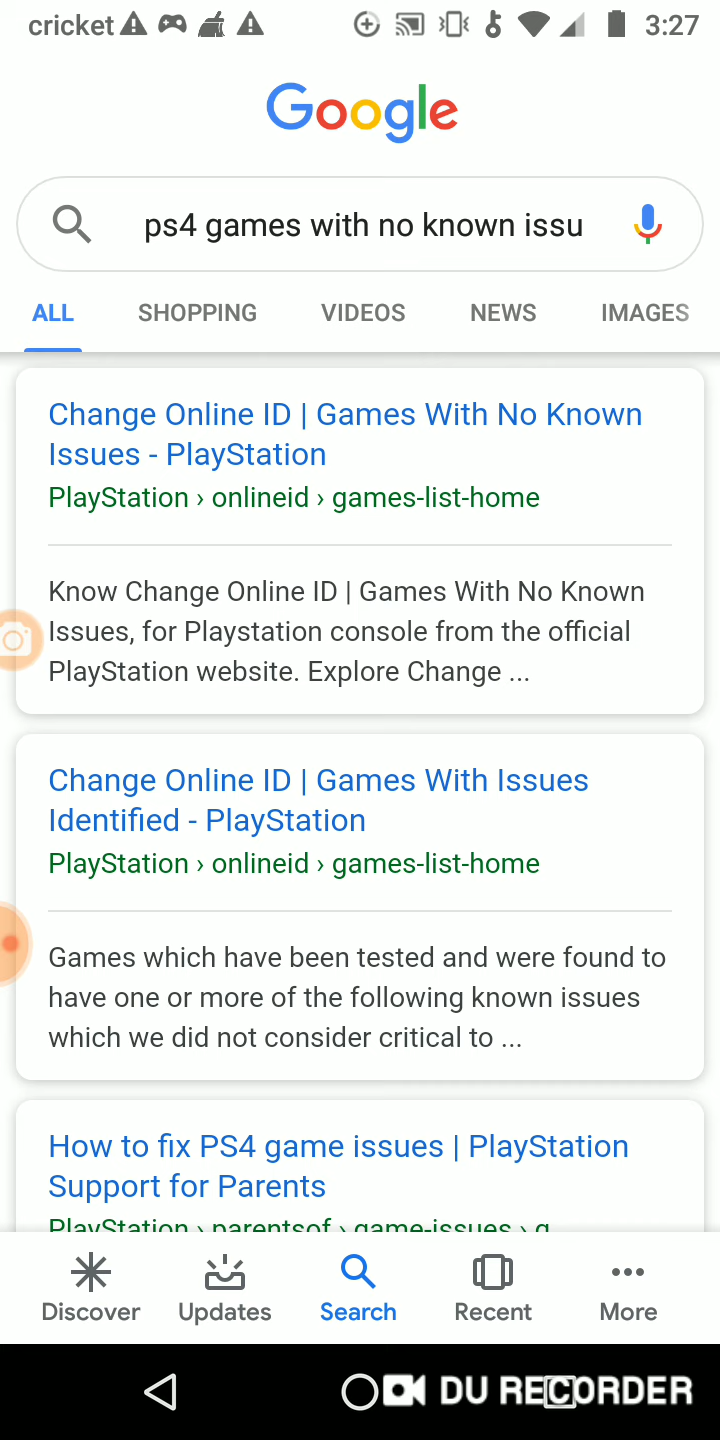 cricket 3:27
Google
ps4 games with no known issu
ALL SHOPPING VIDEOS NEWS IMAGES
Change Online ID | Games With No Known
Issues - PlayStation
PlayStation › onlineid › games-list-home
Know Change Online ID | Games With No Known
Issues, for Playstation console from the official
PlayStation website. Explore Change ...
Change Online ID | Games With Issues
Identified - PlayStation
PlayStation › onlineid › games-list-home
Games which have been tested and were found to
have one or more of the following known issues
which we did not consider critical to ...
How to fix PS4 game issues | PlayStation
Support for Parents
PlayStation › parentsof › game-issues › g
Discover Updates Search Recent More
DU RECORDER